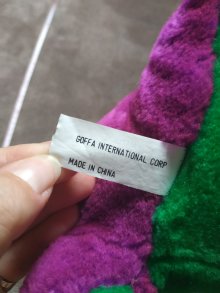 GOFFA INTERNATIONAL CORP
MADE IN CHINA